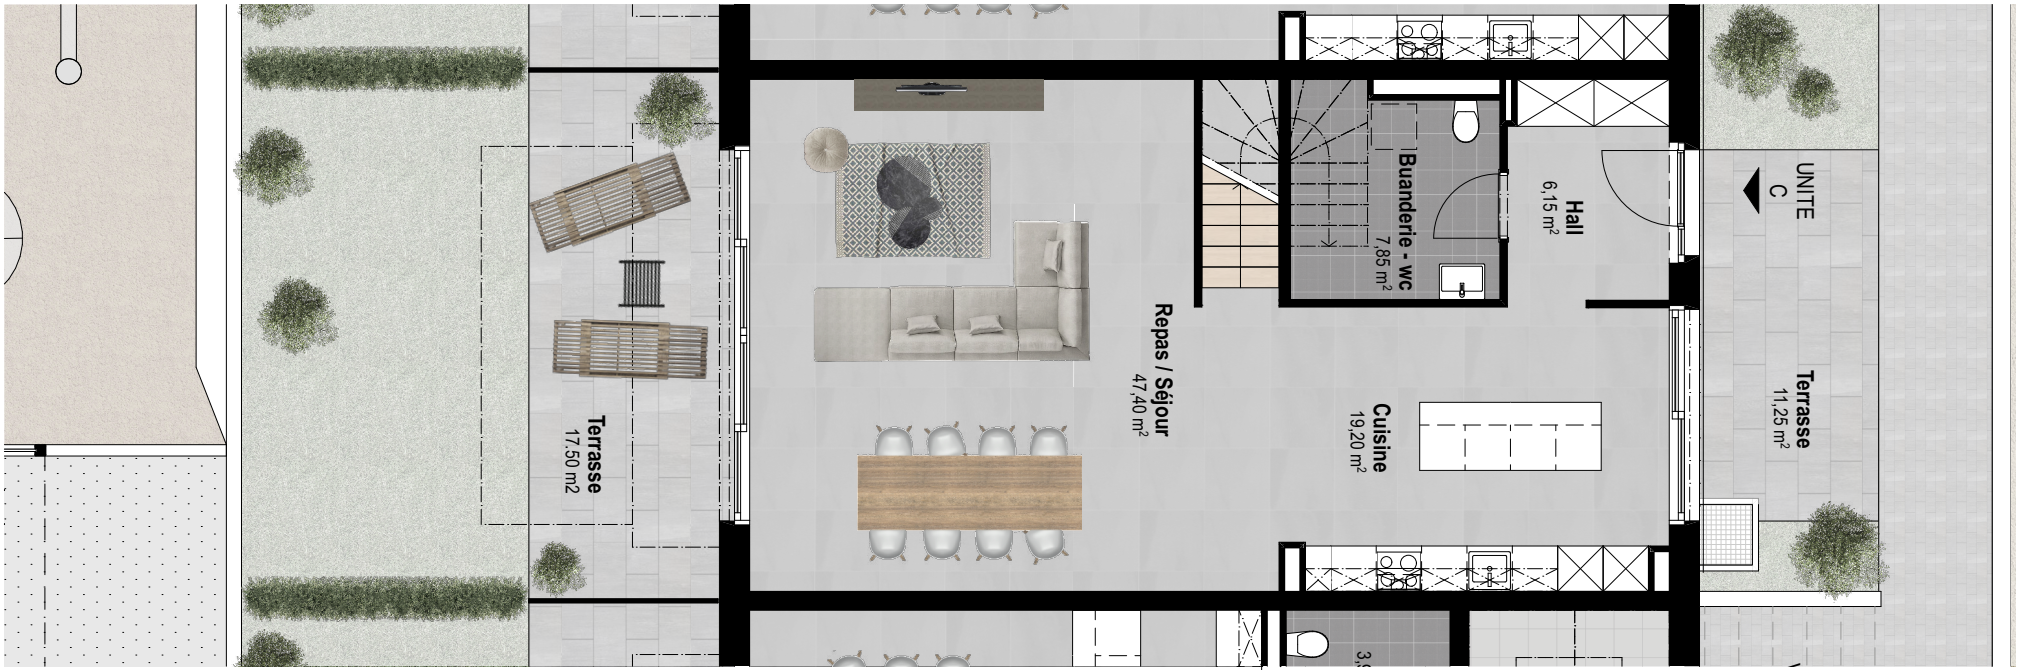 Terrasse
17.50 m2
Repas / Séjour
47,40 m²
Cuisine
19,20 m²
Buanderie - wc
7,85 m²
Hall
6,15 m²
UNITE
C
Terrasse
11,25 m²